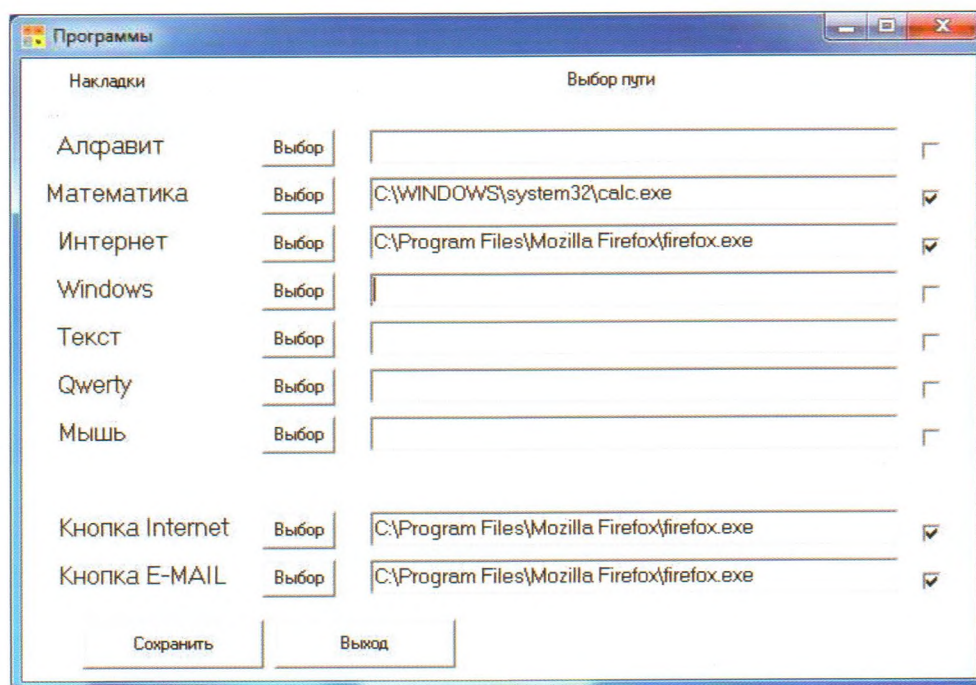 Программы
Накладки Выбор пути
Алфавит Выбор
Математика Выбор C:\WINDOWS\system32\calc.exe
Интернет Выбор C:\Program Files\Mozilla Firefox\firefox.exe
Windows Выбор
Текст Выбор
Qwerty Выбор
Мышь Выбор
Кнопка Internet Выбор C:\Program Files\Mozilla Firefox\firefox.exe
Кнопка E-MAIL Выбор C:\Program Files\Mozilla Firefox\firefox.exe
Сохранить Выход